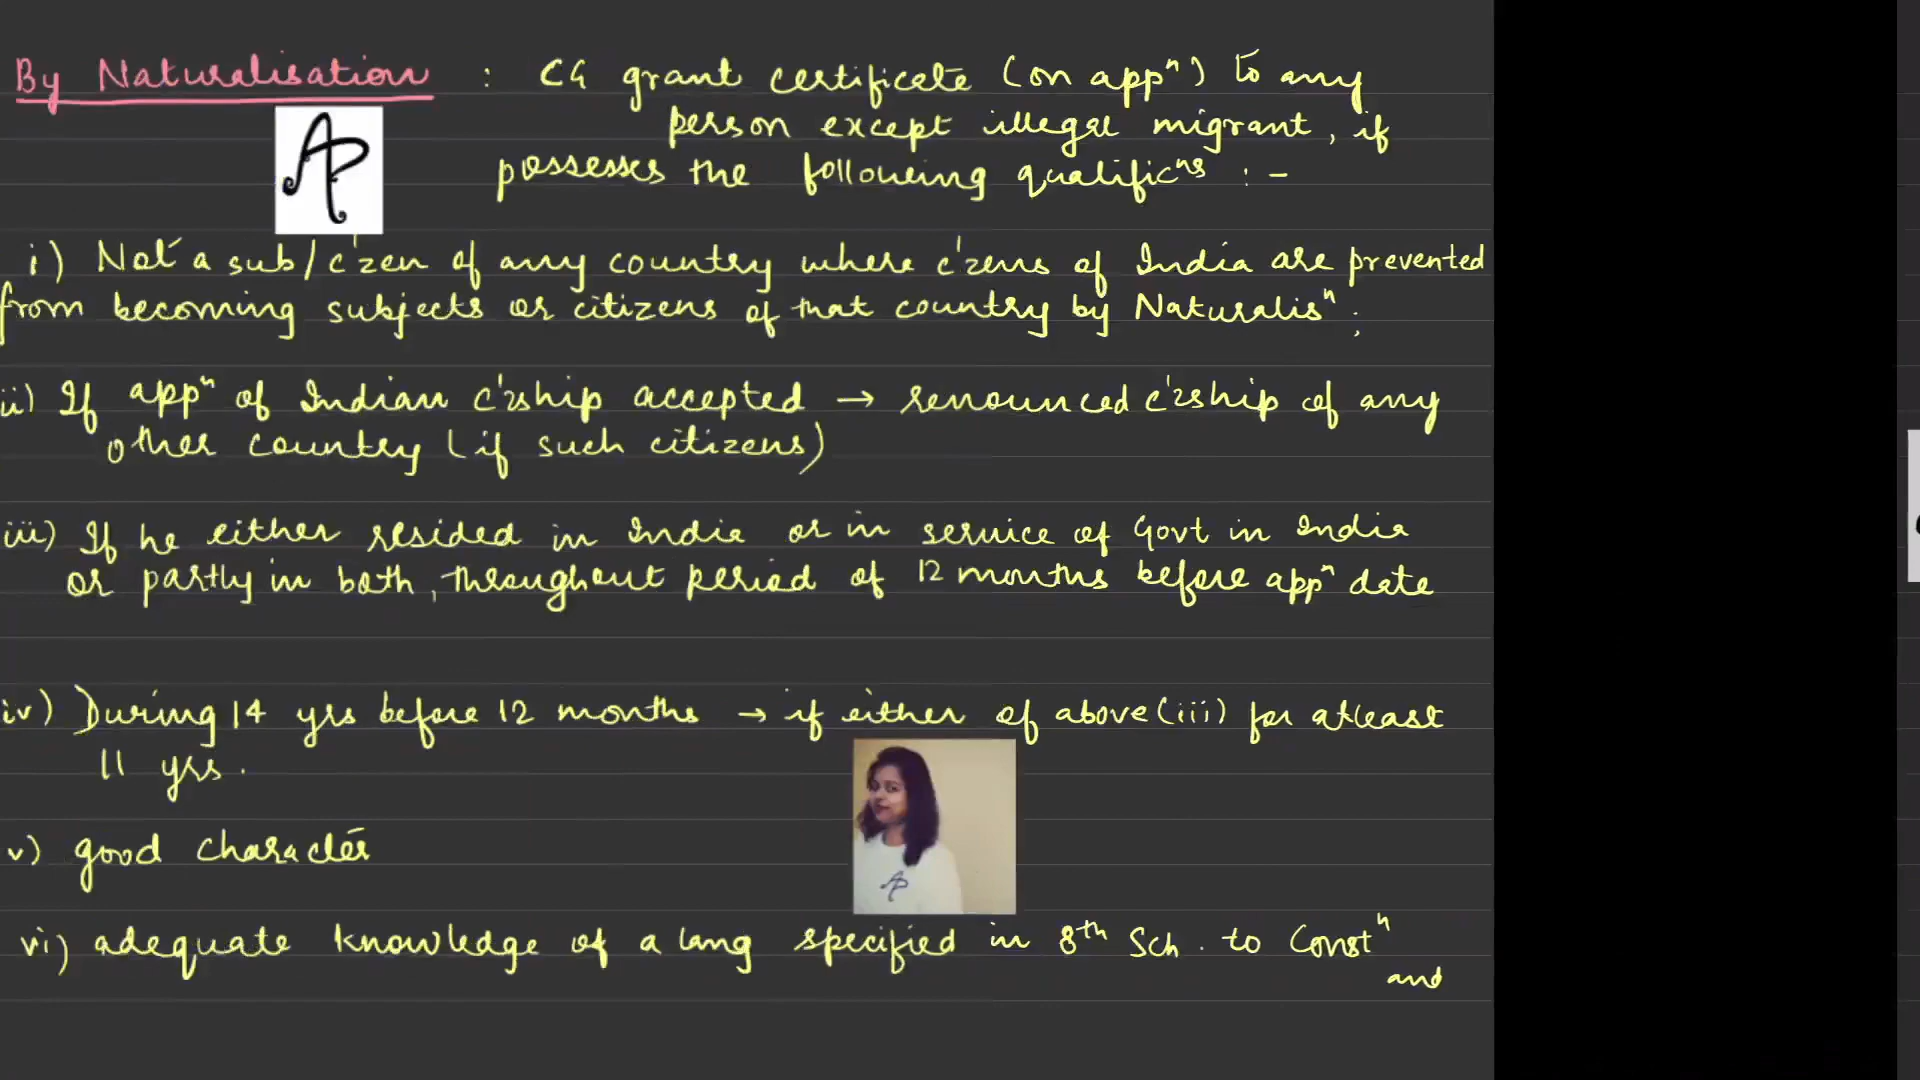 By Naturalisation : CG grant certificate (on appⁿ) to any
person except illegal migrant, if
possesses the following qualificⁿˢ : -
i) Not a sub/c'zen of any country where c'zens of India are prevented
from becoming subjects or citizens of that country by Naturalisⁿ;
ii) If appⁿ of Indian c'zship accepted → renounced c'zship of any
other country (if such citizens)
iii) If he either resided in India or in service of Govt in India
or partly in both, throughout period of 12 months before appⁿ date
iv) During 14 yrs before 12 months → if either of above (iii) for atleast
11 yrs.
v) good character
vi) adequate knowledge of a lang specified in 8th Sch. to Constⁿ
and
AP
AP